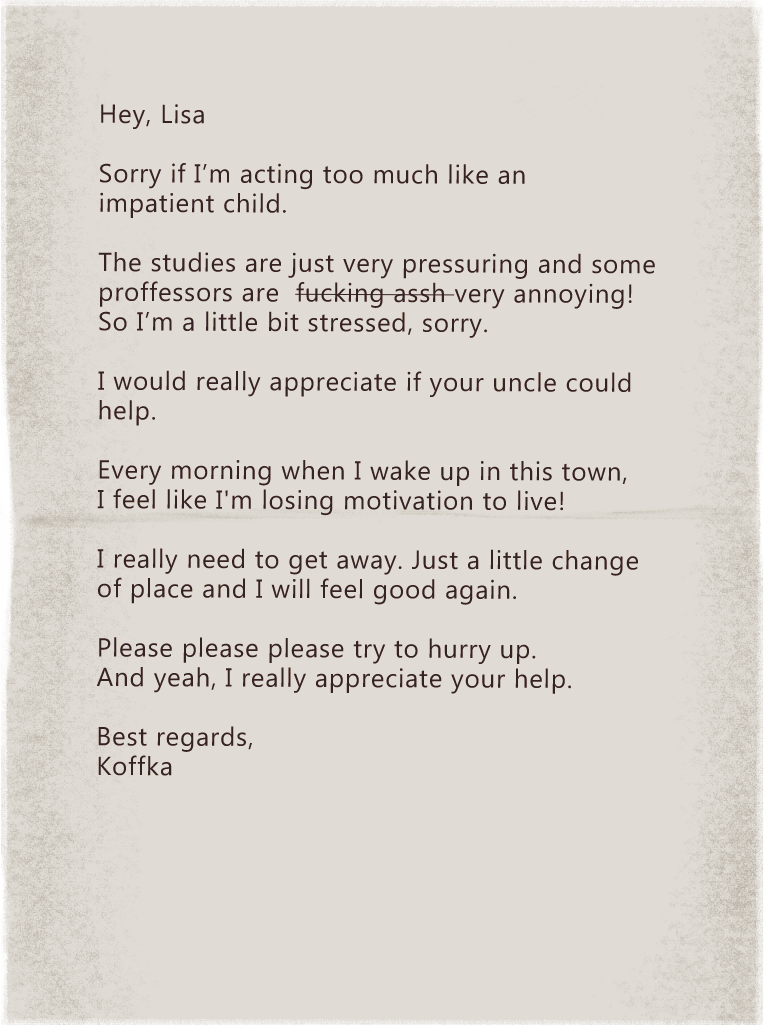 Hey, Lisa
Sorry if I’m acting too much like an
impatient child.
The studies are just very pressuring and some
proffessors are fucking assh very annoying!
So I’m a little bit stressed, sorry.
I would really appreciate if your uncle could
help.
Every morning when I wake up in this town,
I feel like I'm losing motivation to live!
I really need to get away. Just a little change
of place and I will feel good again.
Please please please try to hurry up.
And yeah, I really appreciate your help.
Best regards,
Koffka